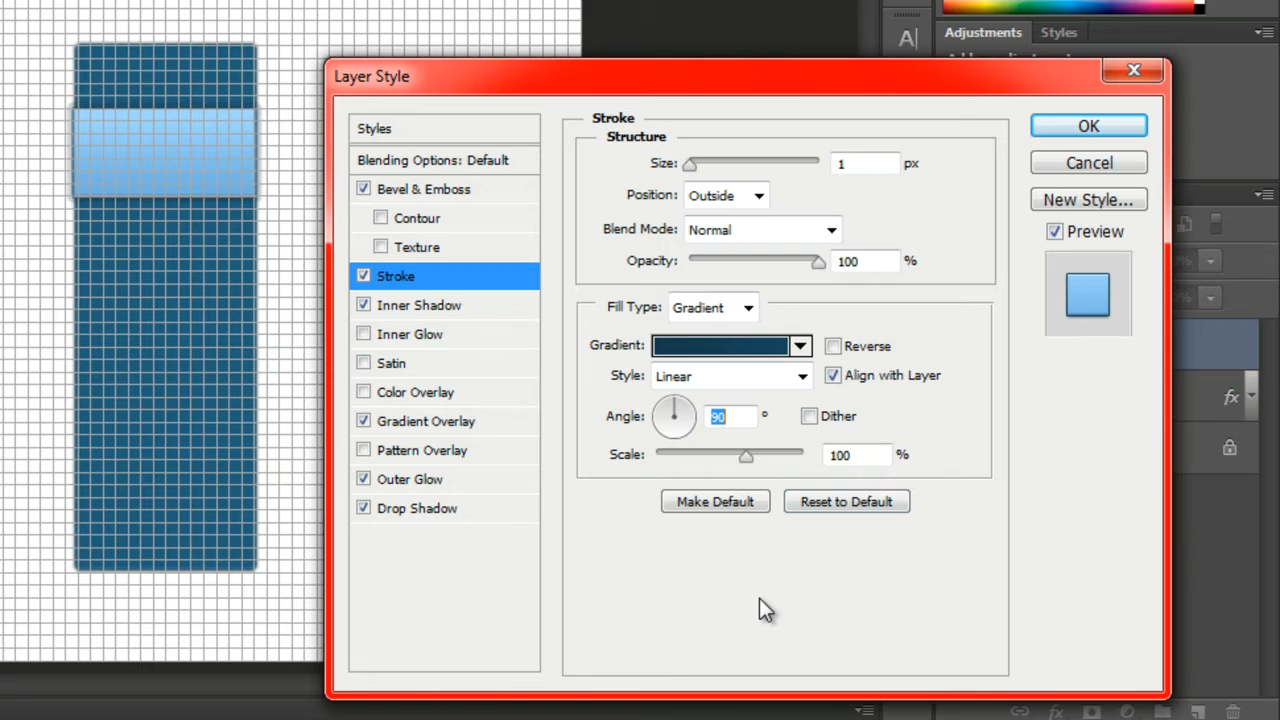 A|
Adjustments Styles
Layer Style
Styles
Blending Options: Default
Bevel & Emboss
Contour
Texture
Stroke
Inner Shadow
Inner Glow
Satin
Color Overlay
Gradient Overlay
Pattern Overlay
Outer Glow
Drop Shadow
Stroke
Structure
Size: 1 px
Position: Outside
Blend Mode: Normal
Opacity: 100 %
Fill Type: Gradient
Gradient: Reverse
Style: Linear Align with Layer
Angle: 90 ° Dither
Scale: 100 %
Make Default Reset to Default
OK
Cancel
New Style...
Preview
fx
fx